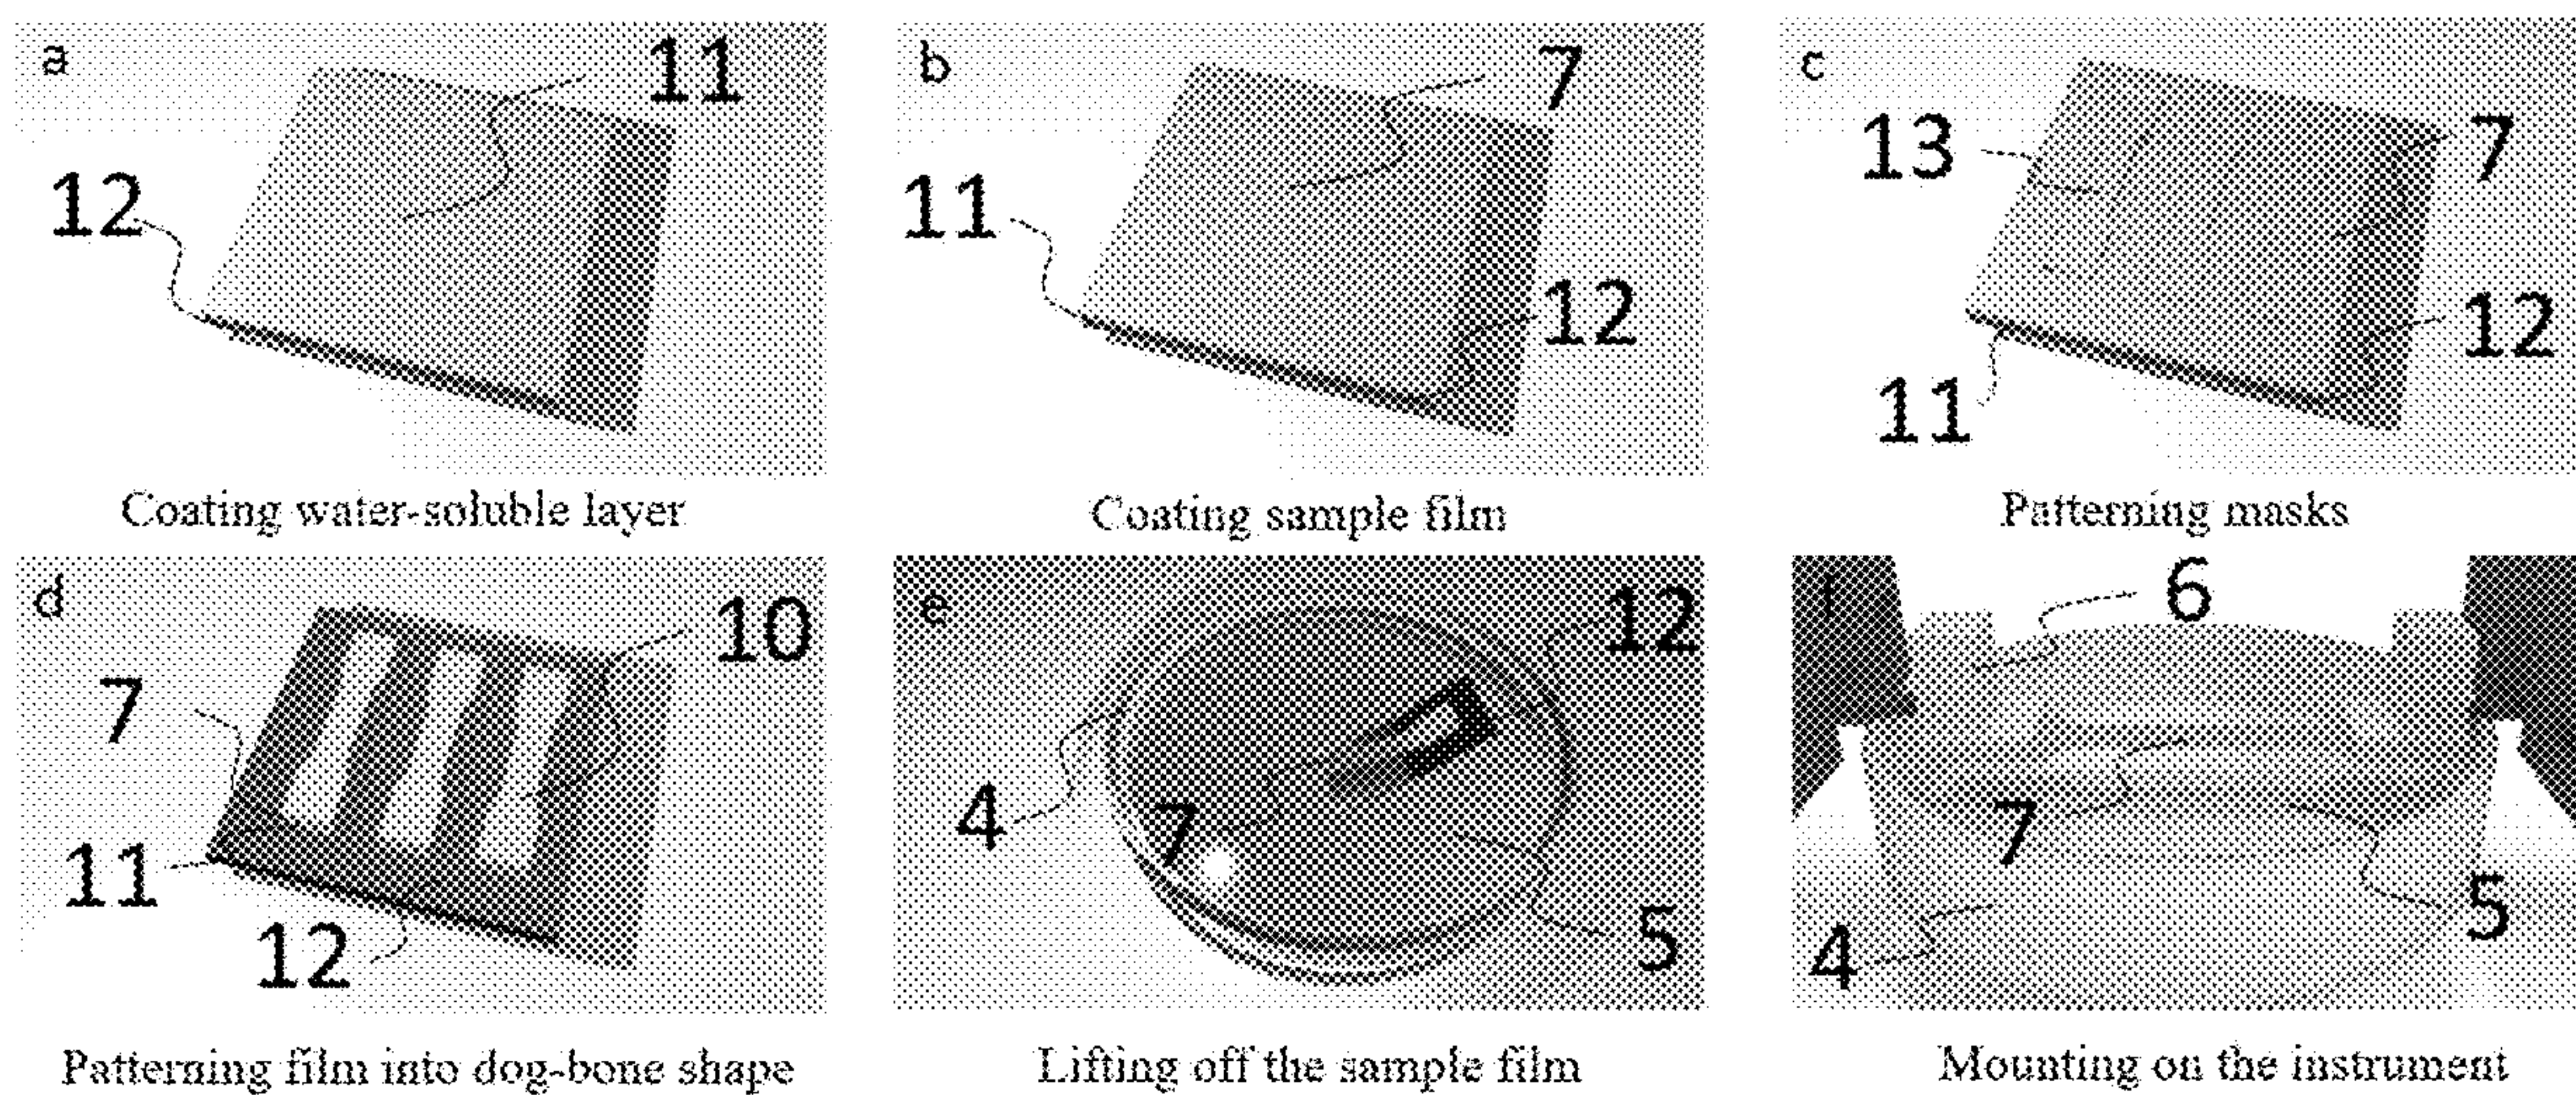 a
11
12
Coating water-soluble layer
b
7
11
12
Coating sample film
c
13
7
12
11
Patterning masks
d
10
7
11
12
Patterning film into dog-bone shape
e
12
4
7
5
Lifting off the sample film
f
6
7
5
4
Mounting on the instrument